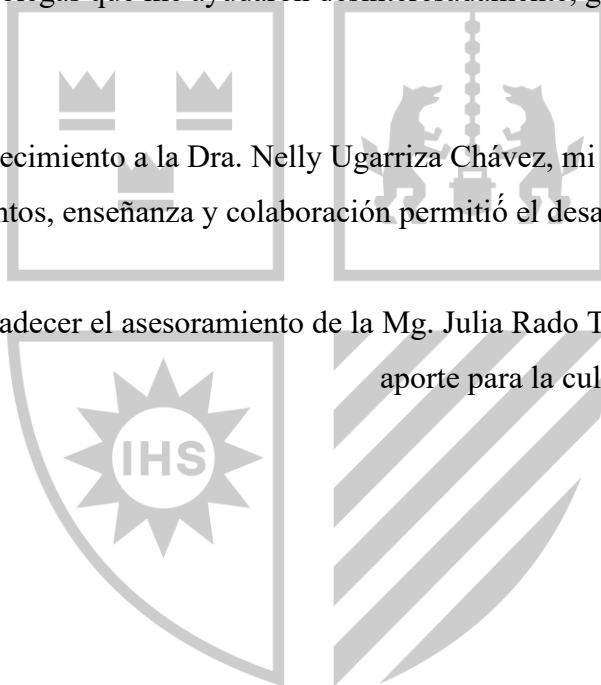 ecimiento a la Dra. Nelly Ugarriza Chávez, mi
ntos, enseñanza y colaboración permitió el desa
adecer el asesoramiento de la Mg. Julia Rado T
aporte para la cul
IHS